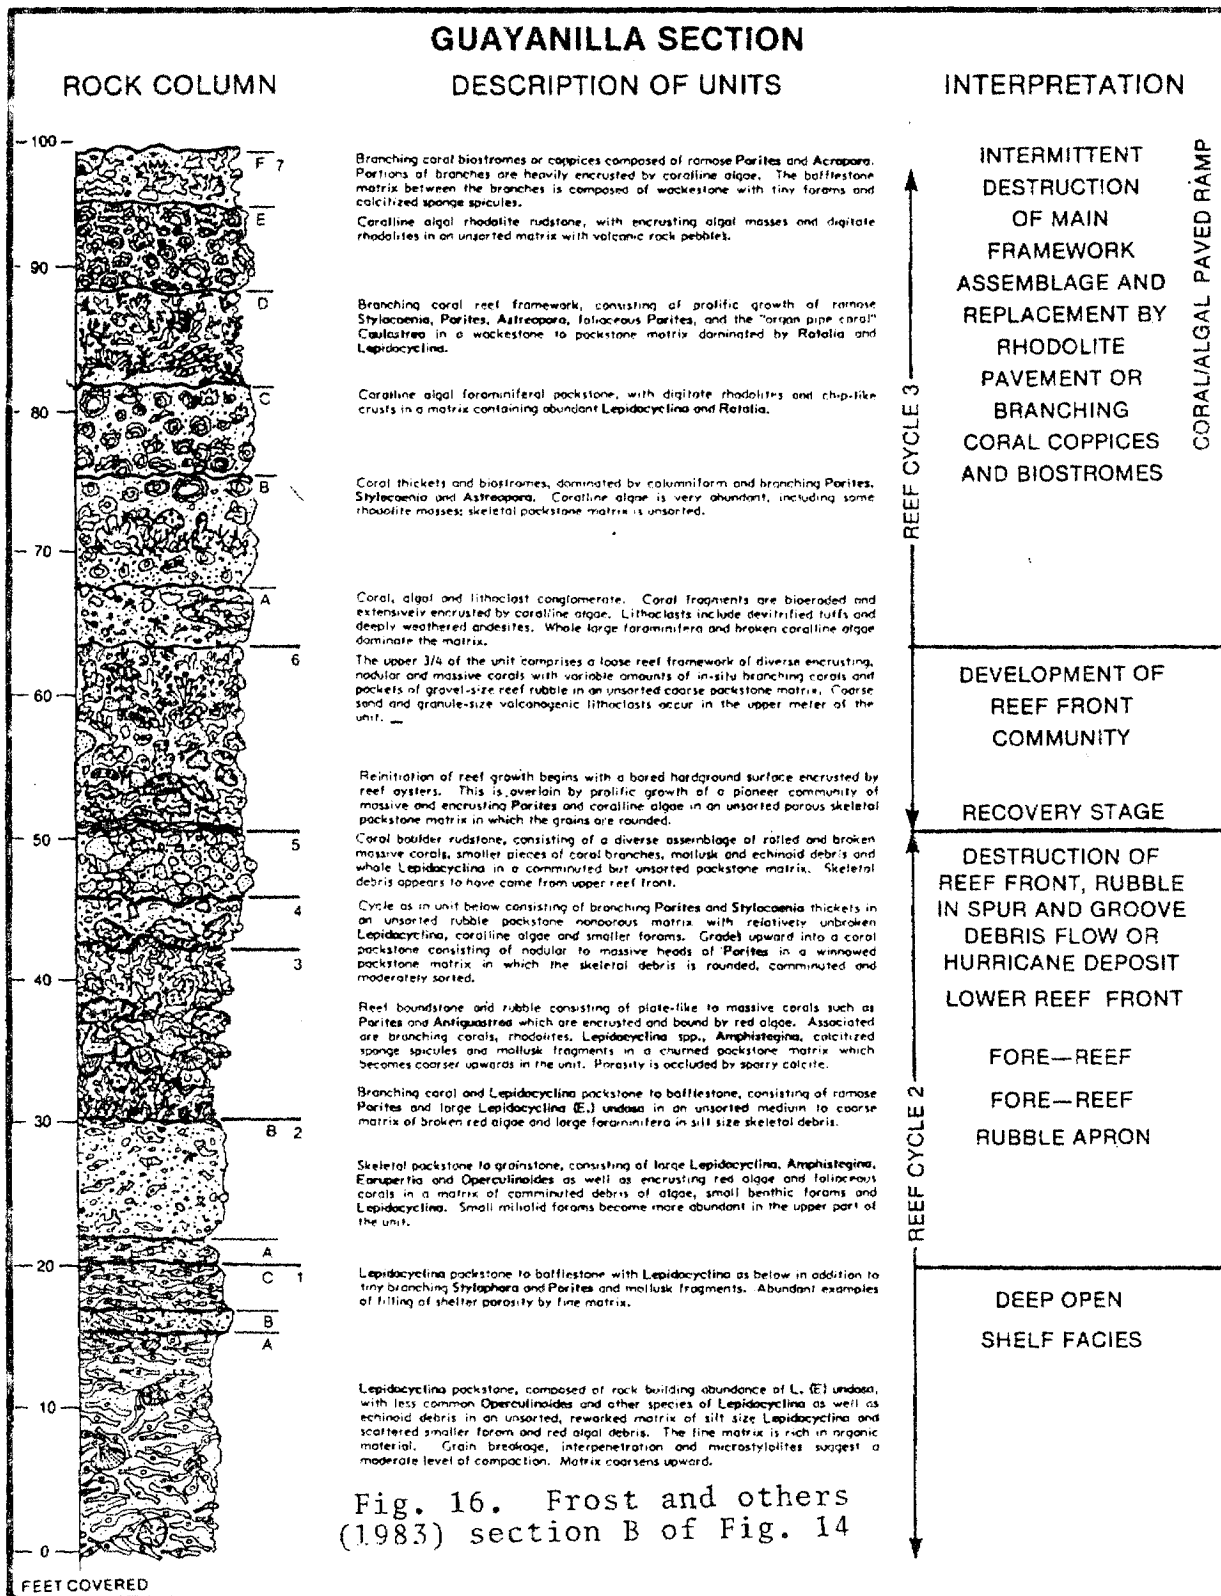 GUAYANILLA SECTION
ROCK COLUMN
DESCRIPTION OF UNITS
INTERPRETATION
100
90
80
70
60
50
40
30
20
10
0
FEET COVERED
F 7
E
D
C
B
A
6
5
4
3
B 2
A
C 1
B
A
Branching coral biostromes or coppices composed of ramose Porites and Acropora.
Portions of branches are heavily encrusted by coralline algae. The bafflestone
matrix between the branches is composed of wackestone with tiny forams and
calcitized sponge spicules.
Coralline algal rhodolite rudstone, with encrusting algal masses and digitate
rhodolites in an unsorted matrix with volcanic rock pebbles.
Branching coral reef framework, consisting of prolific growth of ramose
Stylocoenia, Porites, Astreopora, foliaceous Porites, and the "organ pipe coral"
Caulastrea in a wackestone to packstone matrix dominated by Rotalia and
Lepidocyclina.
Coralline algal foraminiferal packstone, with digitate rhodolites and chip-like
crusts in a matrix containing abundant Lepidocyclina and Rotalia.
Coral thickets and biostromes, dominated by columniform and branching Porites,
Stylocoenia and Astreopora. Coralline algae is very abundant, including some
rhodolite masses; skeletal packstone matrix is unsorted.
Coral, algal and lithoclast conglomerate. Coral fragments are bioeroded and
extensively encrusted by coralline algae. Lithoclasts include devitrified tuffs and
deeply weathered andesites. Whole large foraminifera and broken coralline algae
dominate the matrix.
The upper 3/4 of the unit comprises a loose reef framework of diverse encrusting,
nodular and massive corals with variable amounts of in-situ branching corals and
pockets of gravel-size reef rubble in an unsorted coarse packstone matrix. Coarse
sand and granule-size volcanogenic lithoclasts occur in the upper meter of the
unit.
Reinitiation of reef growth begins with a bored hardground surface encrusted by
reef oysters. This is overlain by prolific growth of a pioneer community of
massive and encrusting Porites and coralline algae in an unsorted porous skeletal
packstone matrix in which the grains are rounded.
Coral boulder rudstone, consisting of a diverse assemblage of rolled and broken
massive corals, smaller pieces of coral branches, mollusk and echinoid debris and
whole Lepidocyclina in a comminuted but unsorted packstone matrix. Skeletal
debris appears to have come from upper reef front.
Cycle as in unit below consisting of branching Porites and Stylocoenia thickets in
an unsorted rubble packstone nonporous matrix with relatively unbroken
Lepidocyclina, coralline algae and smaller forams. Grades upward into a coral
packstone consisting of nodular to massive heads of Porites in a winnowed
packstone matrix in which the skeletal debris is rounded, comminuted and
moderately sorted.
Reef boundstone and rubble consisting of plate-like to massive corals such as
Porites and Antiguastrea which are encrusted and bound by red algae. Associated
are branching corals, rhodolites, Lepidocyclina spp., Amphistegina, calcitized
sponge spicules and mollusk fragments in a churned packstone matrix which
becomes coarser upwards in the unit. Porosity is occluded by sparry calcite.
Branching coral and Lepidocyclina packstone to bafflestone, consisting of ramose
Porites and large Lepidocyclina (E.) undosa in an unsorted medium to coarse
matrix of broken red algae and large foraminifera in silt size skeletal debris.
Skeletal packstone to grainstone, consisting of large Lepidocyclina, Amphistegina,
Eorupertia and Operculinoides as well as encrusting red algae and foliaceous
corals in a matrix of comminuted debris of algae, small benthic forams and
Lepidocyclina. Small miliolid forams become more abundant in the upper part of
the unit.
Lepidocyclina packstone to bafflestone with Lepidocyclina as below in addition to
tiny branching Stylophora and Porites and mollusk fragments. Abundant examples
of filling of shelter porosity by fine matrix.
Lepidocyclina packstone, composed of rock building abundance of L. (E) undosa,
with less common Operculinoides and other species of Lepidocyclina as well as
echinoid debris in an unsorted, reworked matrix of silt size Lepidocyclina and
scattered smaller foram and red algal debris. The fine matrix is rich in organic
material. Grain breakage, interpenetration and microstylolites suggest a
moderate level of compaction. Matrix coarsens upward.
Fig. 16. Frost and others
(1983) section B of Fig. 14
REEF CYCLE 3
REEF CYCLE 2
INTERMITTENT
DESTRUCTION
OF MAIN
FRAMEWORK
ASSEMBLAGE AND
REPLACEMENT BY
RHODOLITE
PAVEMENT OR
BRANCHING
CORAL COPPICES
AND BIOSTROMES
CORAL/ALGAL PAVED RAMP
DEVELOPMENT OF
REEF FRONT
COMMUNITY
RECOVERY STAGE
DESTRUCTION OF
REEF FRONT, RUBBLE
IN SPUR AND GROOVE
DEBRIS FLOW OR
HURRICANE DEPOSIT
LOWER REEF FRONT
FORE-REEF
FORE-REEF
RUBBLE APRON
DEEP OPEN
SHELF FACIES